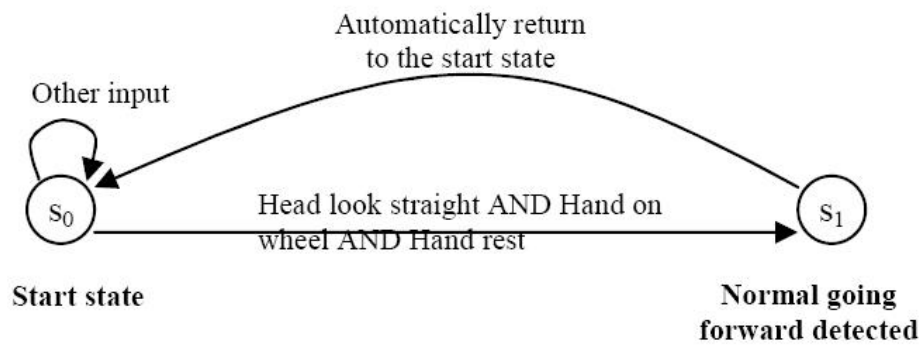 Automatically return
to the start state
Other input
s0
Head look straight AND Hand on
wheel AND Hand rest
s1
Start state
Normal going
forward detected